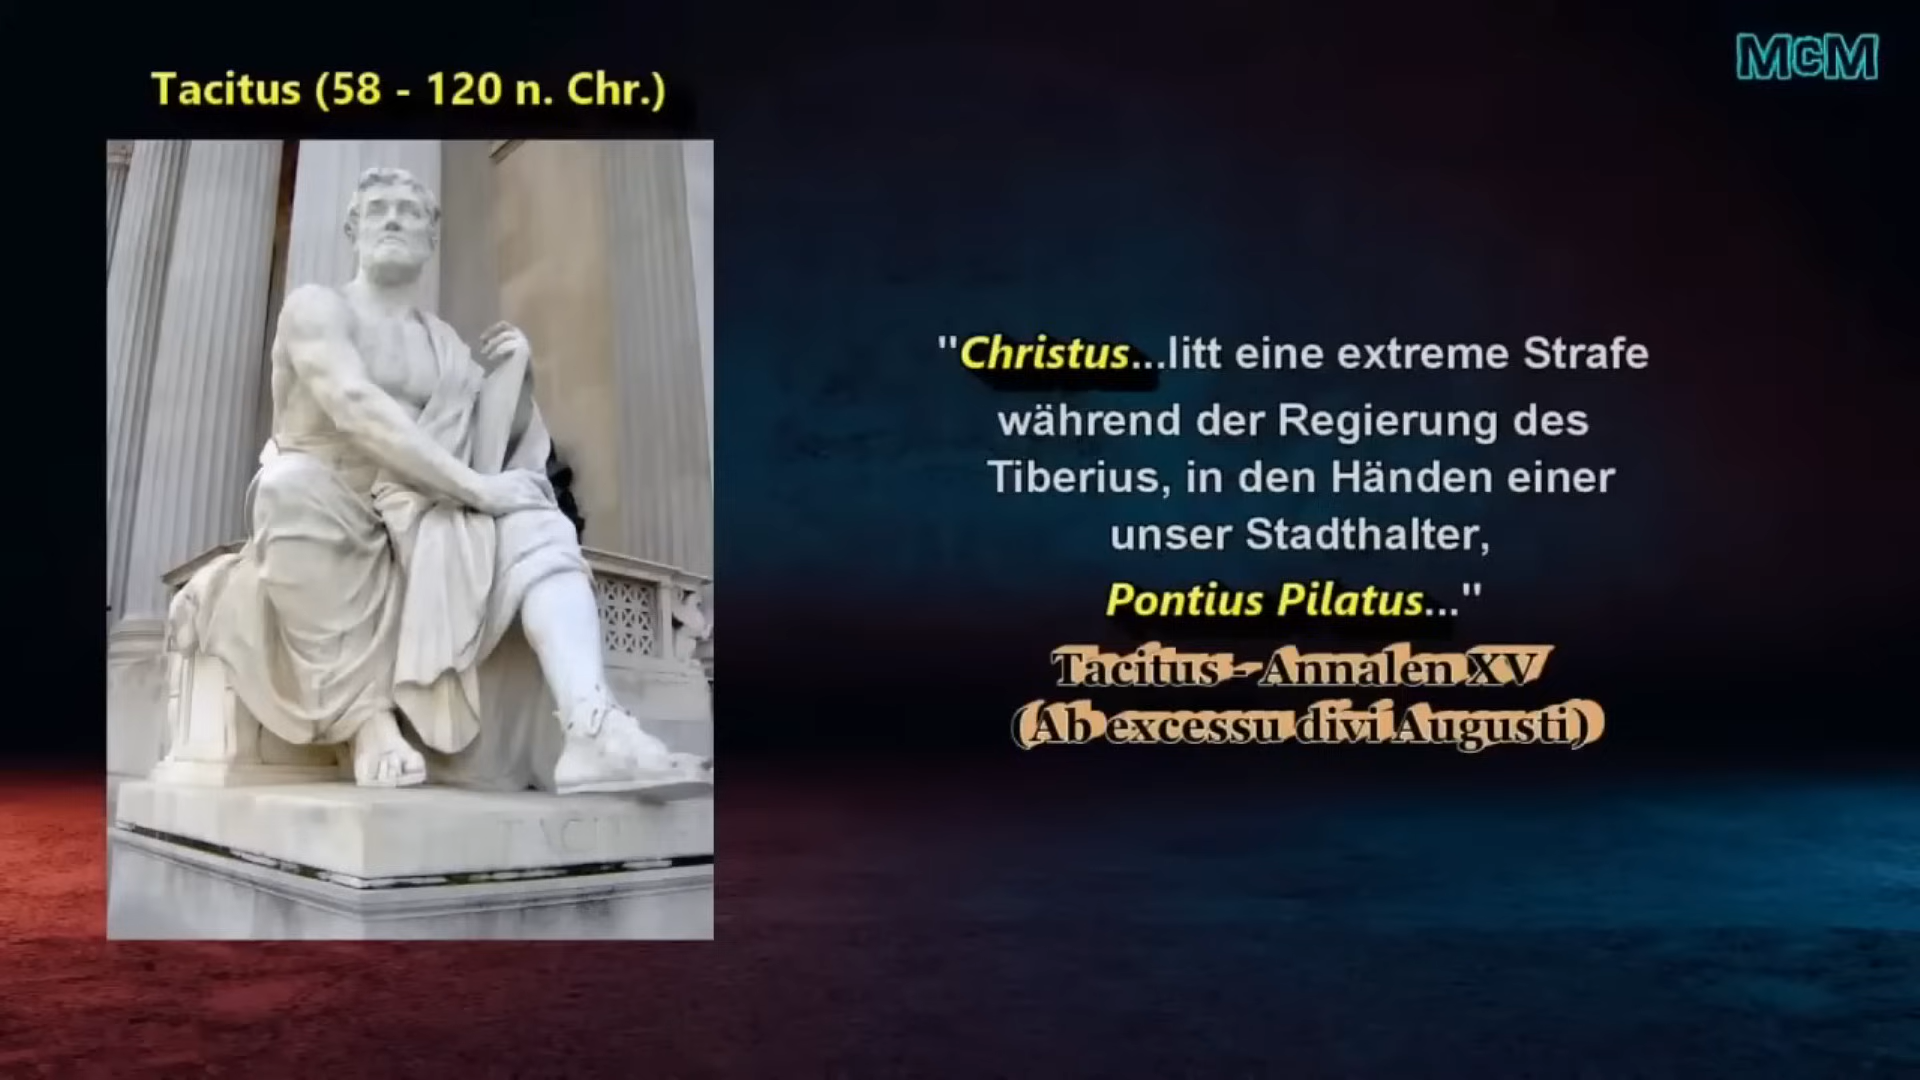 Tacitus (58 - 120 n. Chr.)
McM
"Christus...litt eine extreme Strafe
während der Regierung des
Tiberius, in den Händen einer
unser Stadthalter,
Pontius Pilatus..."
Tacitus - Annalen XV
(Ab excessu divi Augusti)